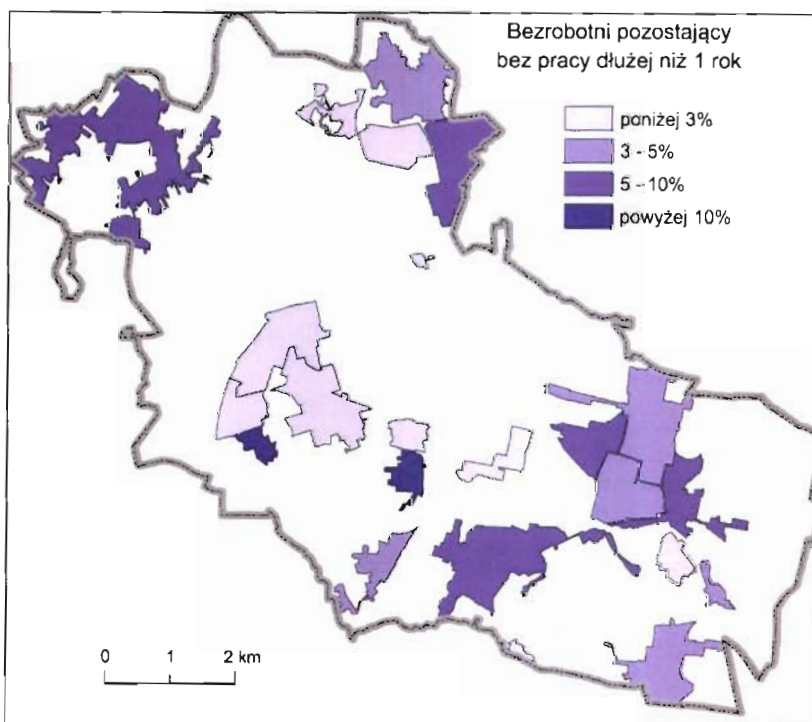 Bezrobotni pozostający
bez pracy dłużej niż 1 rok
poniżej 3%
3 - 5%
5 - 10%
powyżej 10%
0 1 2 km